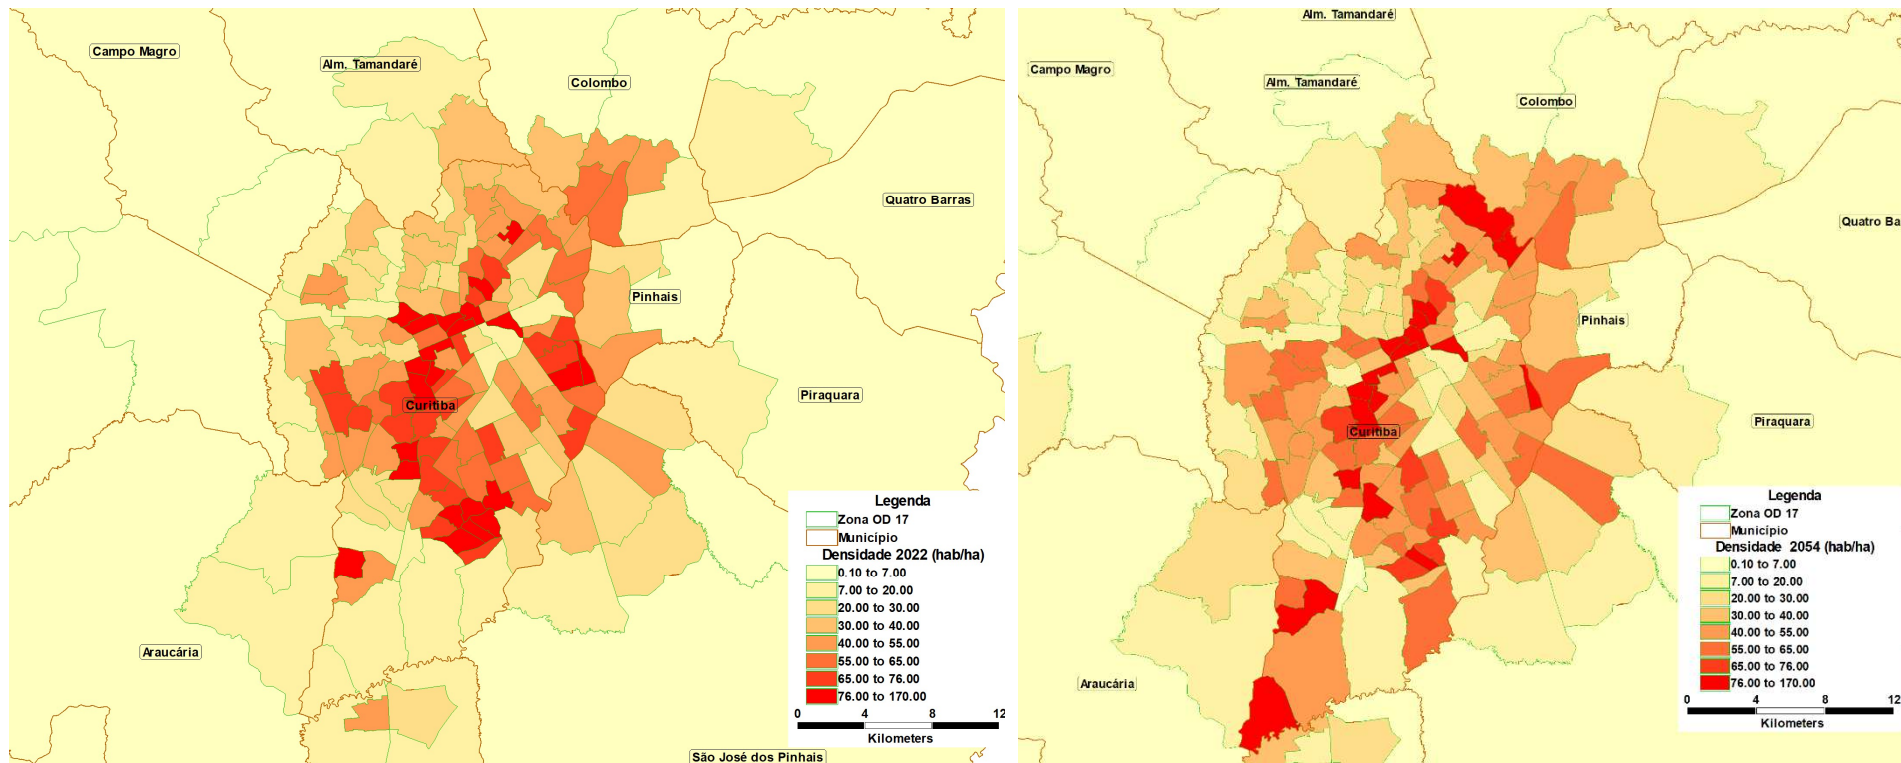 Campo Magro
Alm. Tamandaré
Colombo
Quatro Barras
Pinhais
Piraquara
Curitiba
Araucária
São José dos Pinhais
Legenda
Zona OD 17
Município
Densidade 2022 (hab/ha)
0.10 to 7.00
7.00 to 20.00
20.00 to 30.00
30.00 to 40.00
40.00 to 55.00
55.00 to 65.00
65.00 to 76.00
76.00 to 170.00
0 4 8 12
Kilometers
Alm. Tamandaré
Campo Magro
Alm. Tamandaré
Colombo
Quatro Ba
Pinhais
Piraquara
Curitiba
Araucária
Legenda
Zona OD 17
Município
Densidade 2054 (hab/ha)
0.10 to 7.00
7.00 to 20.00
20.00 to 30.00
30.00 to 40.00
40.00 to 55.00
55.00 to 65.00
65.00 to 76.00
76.00 to 170.00
0 4 8 12
Kilometers